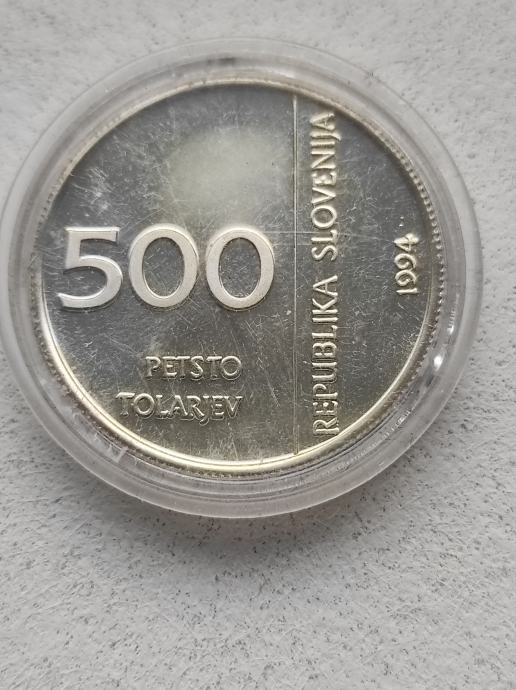 500
PETSTO
TOLARJEV
REPUBLIKA SLOVENIJA
1994